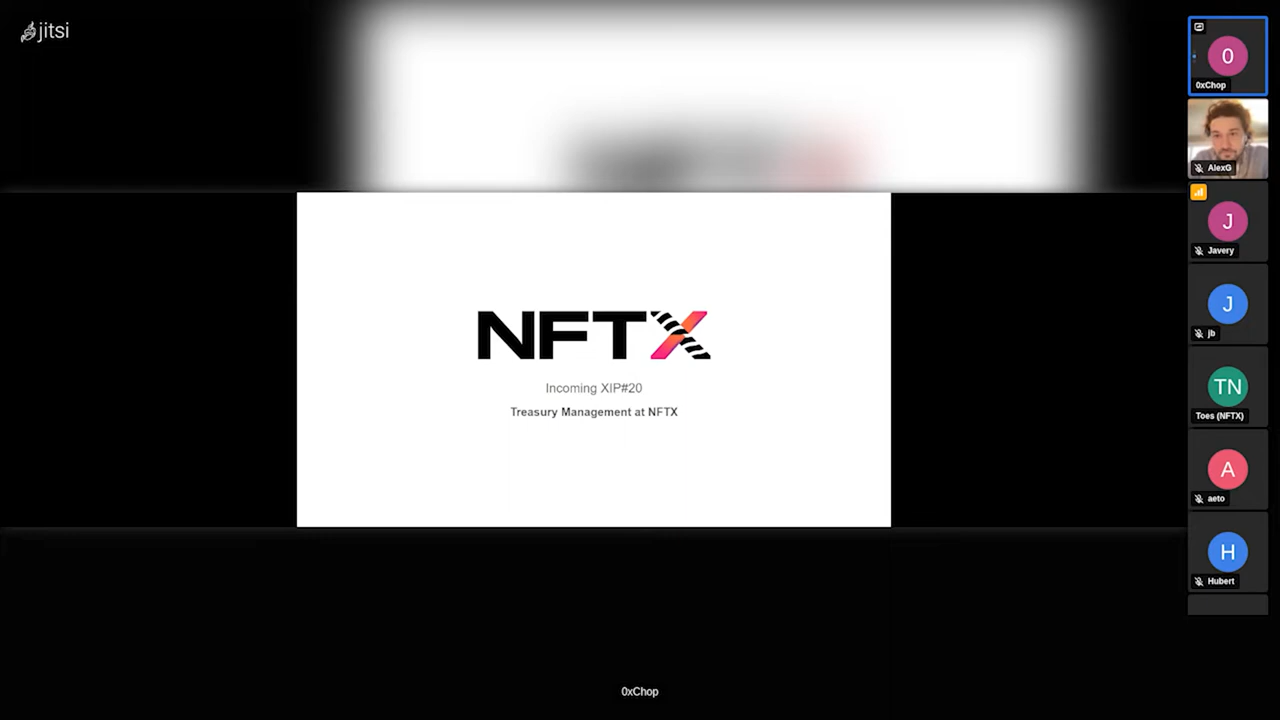 jitsi
NFTX
Incoming XIP#20
Treasury Management at NFTX
0
0xChop
AlexG
J
Javery
J
jb
TN
Toes (NFTX)
A
aeto
H
Hubert
0xChop